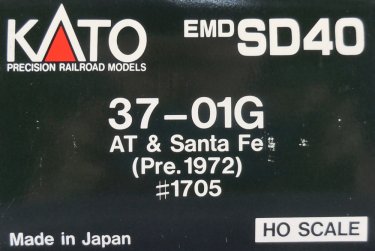 KATO
PRECISION RAILROAD MODELS
EMD SD40
37-01G
AT & Santa Fe
(Pre.1972)
#1705
Made in Japan
HO SCALE